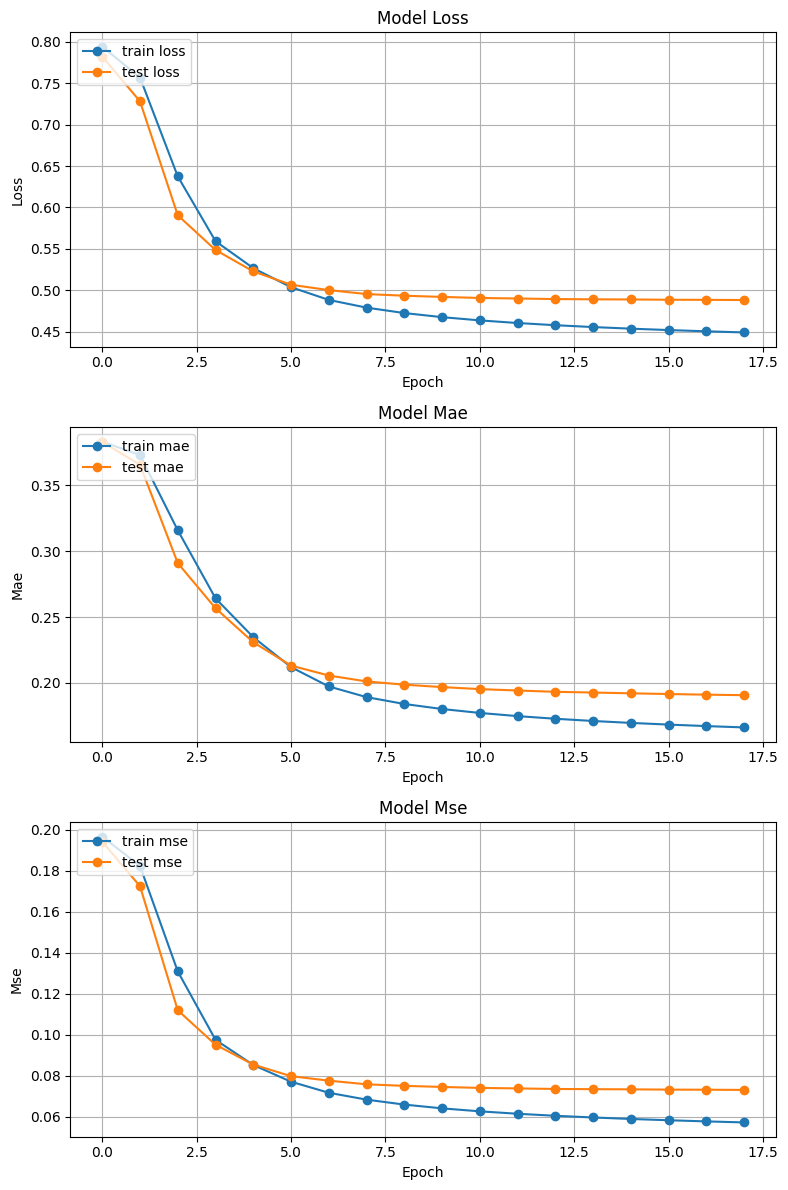 Model Loss
0.80
0.75
0.70
0.65
0.60
0.55
0.50
0.45
Loss
train loss
test loss
0.0 2.5 5.0 7.5 10.0 12.5 15.0 17.5
Epoch
Model Mae
0.35
0.30
0.25
0.20
Mae
train mae
test mae
0.0 2.5 5.0 7.5 10.0 12.5 15.0 17.5
Epoch
Model Mse
0.20
0.18
0.16
0.14
0.12
0.10
0.08
0.06
Mse
train mse
test mse
0.0 2.5 5.0 7.5 10.0 12.5 15.0 17.5
Epoch